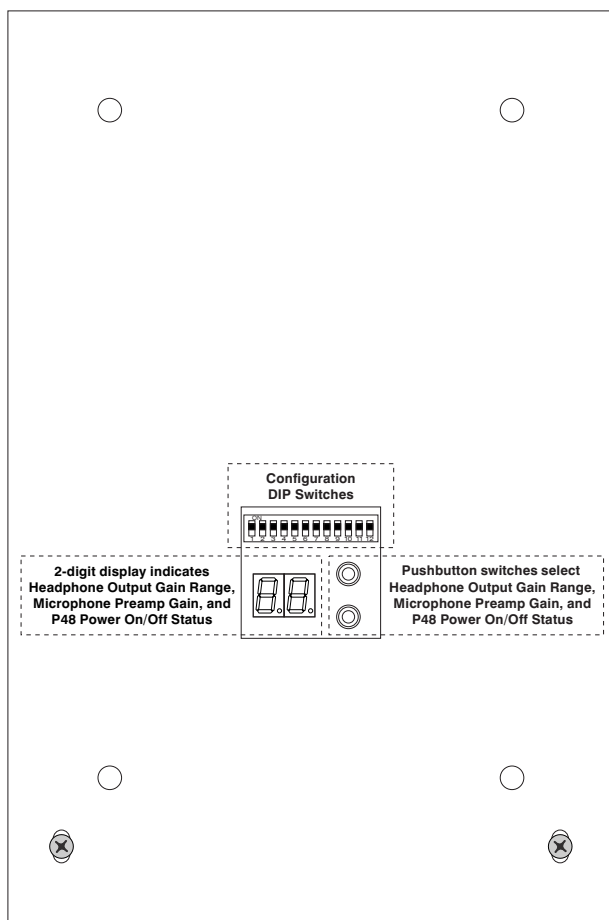 Configuration
DIP Switches
ON
1 2 3 4 5 6 7 8 9 10 11 12
2-digit display indicates
Headphone Output Gain Range,
Microphone Preamp Gain, and
P48 Power On/Off Status
8.8.
Pushbutton switches select
Headphone Output Gain Range,
Microphone Preamp Gain, and
P48 Power On/Off Status